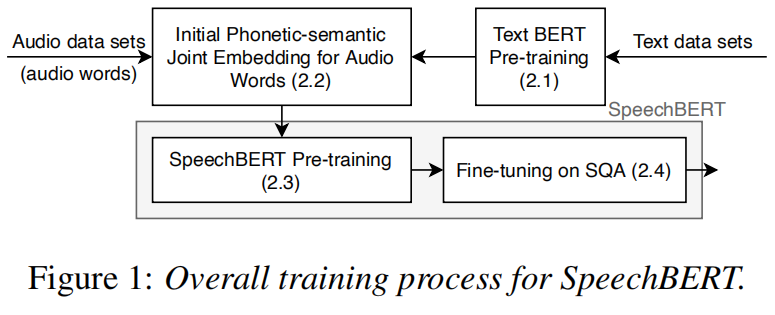 Audio data sets
(audio words)
Initial Phonetic-semantic
Joint Embedding for Audio
Words (2.2)
Text BERT
Pre-training
(2.1)
Text data sets
SpeechBERT
SpeechBERT Pre-training
(2.3)
Fine-tuning on SQA (2.4)
Figure 1: Overall training process for SpeechBERT.